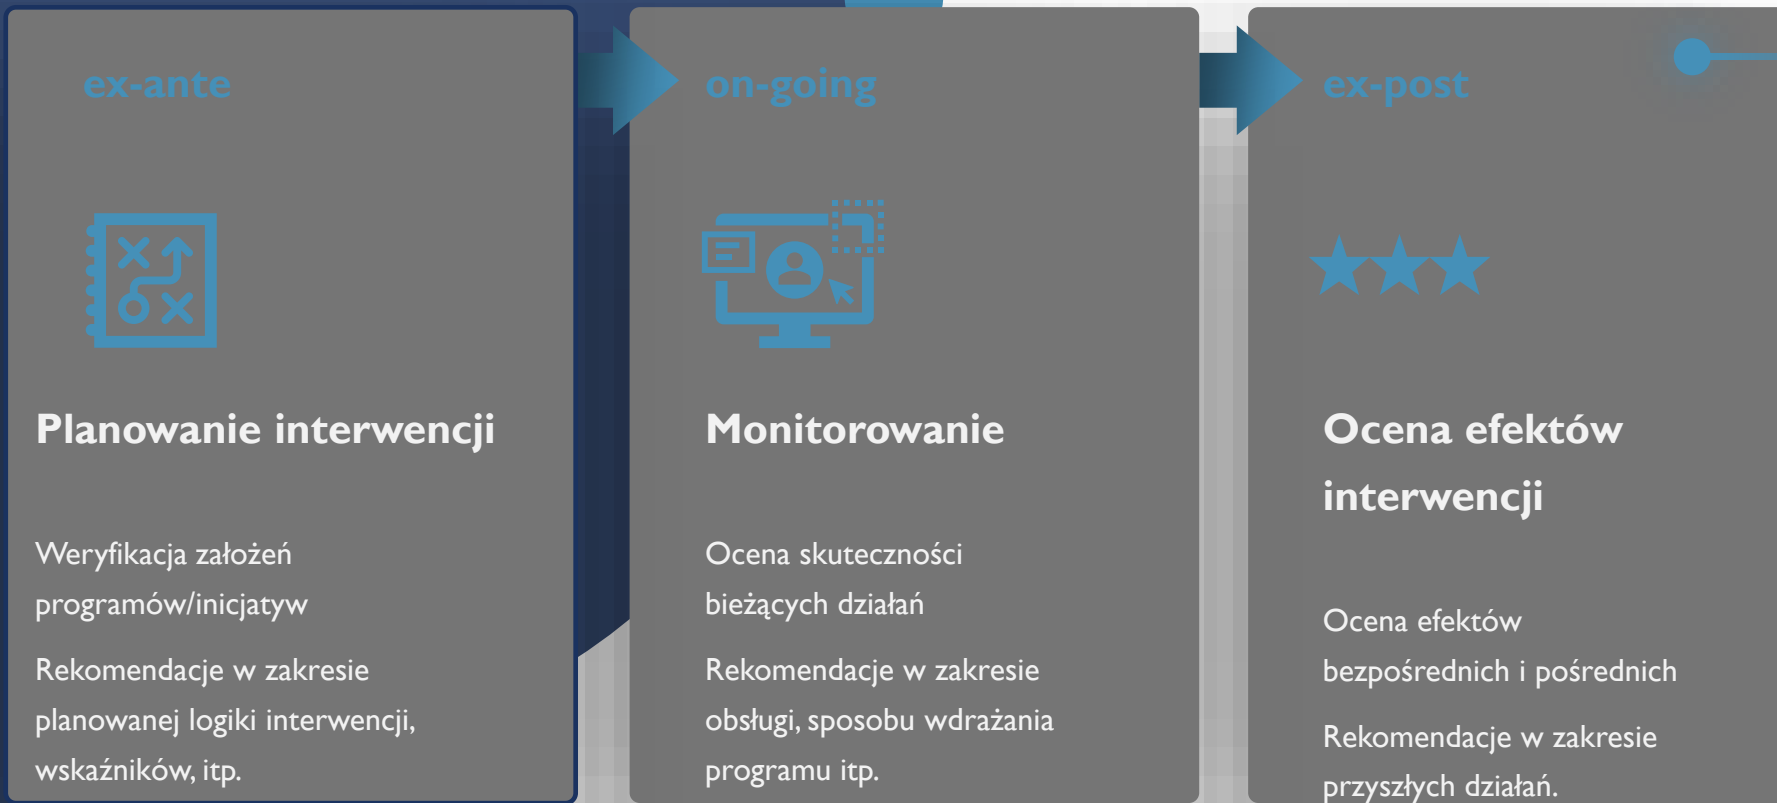 ex-ante
Planowanie interwencji
Weryfikacja założeń
programów/inicjatyw
Rekomendacje w zakresie
planowanej logiki interwencji,
wskaźników, itp.
on-going
Monitorowanie
Ocena skuteczności
bieżących działań
Rekomendacje w zakresie
obsługi, sposobu wdrażania
programu itp.
ex-post
Ocena efektów
interwencji
Ocena efektów
bezpośrednich i pośrednich
Rekomendacje w zakresie
przyszłych działań.